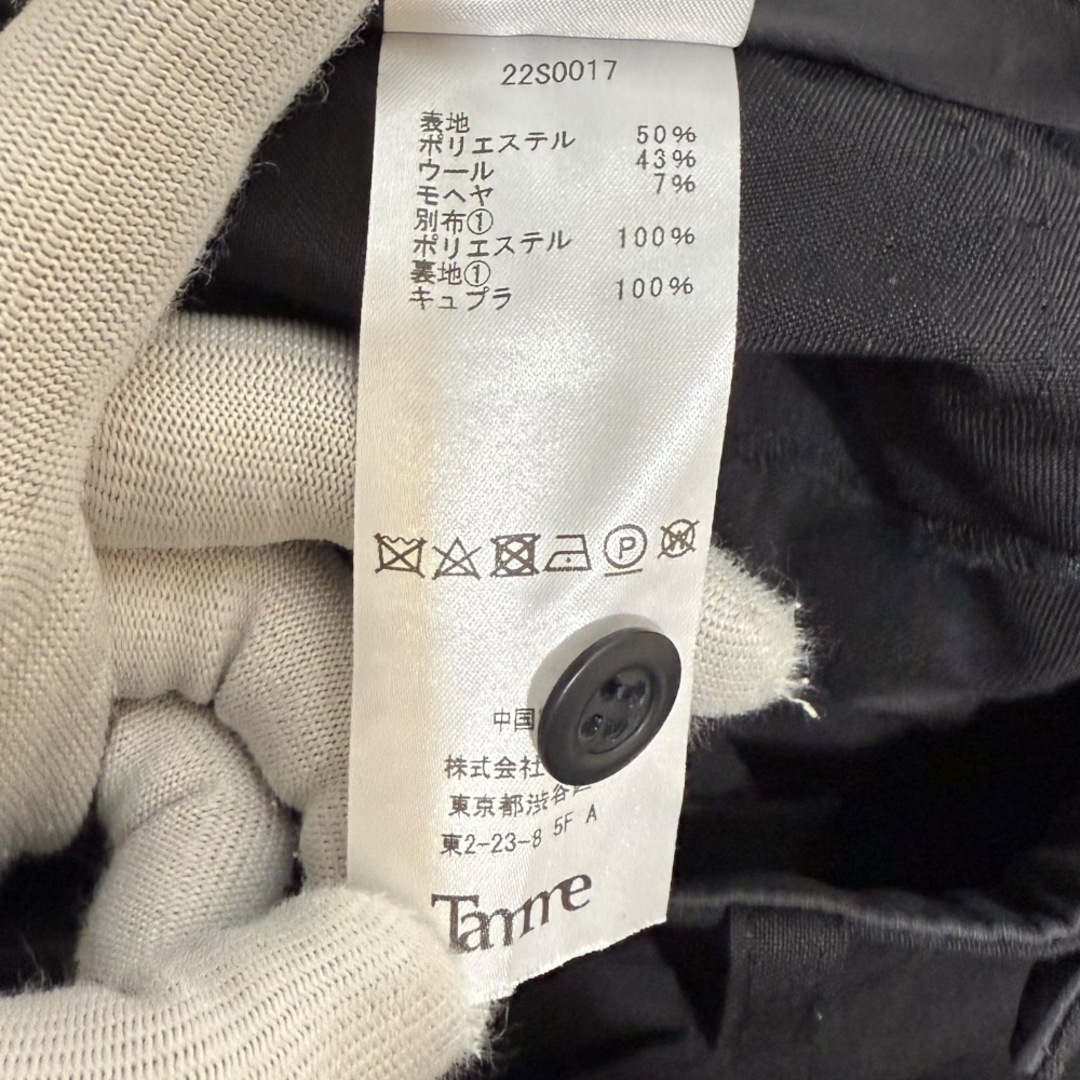 22S0017
表地
ポリエステル 50%
ウール 43%
モヘヤ 7%
別布①
ポリエステル 100%
裏地①
キュプラ 100%
P
W
中国
株式会社
東京都渋谷区
東2-23-8 5F A
Tamme